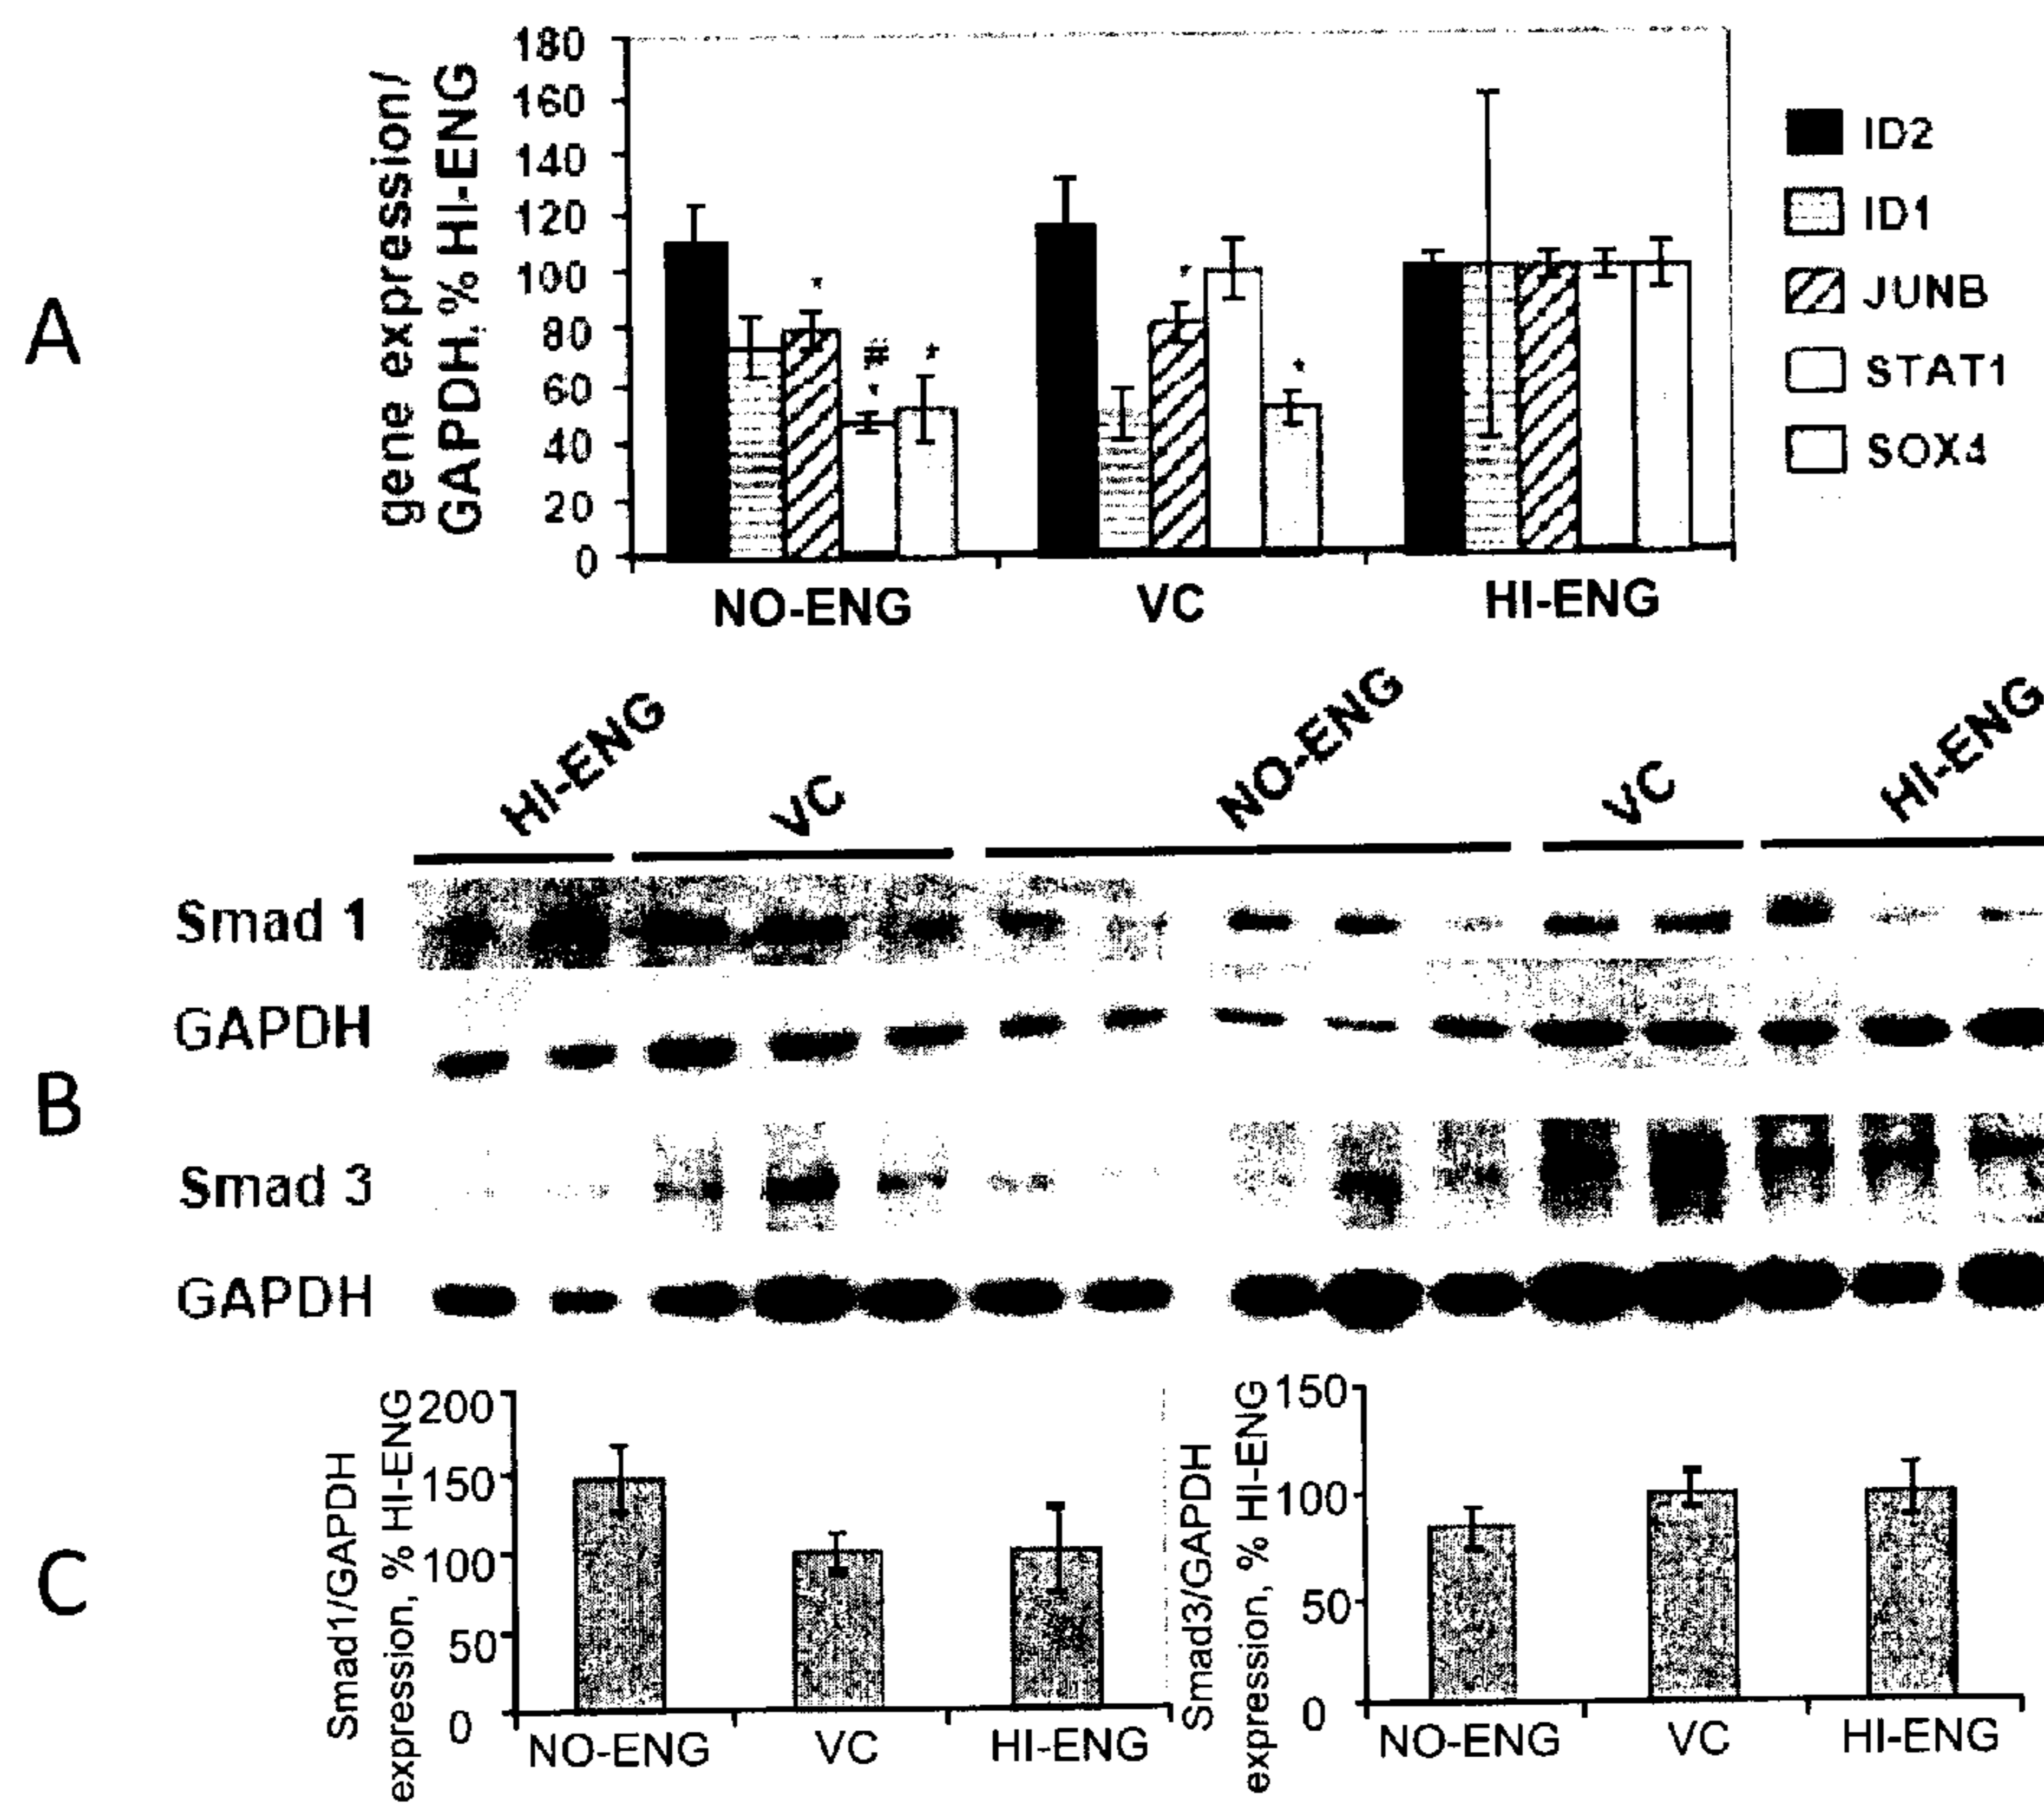 A
gene expression/
GAPDH, % HI-ENG
180
160
140
120
100
80
60
40
20
0
* # * *
* *
NO-ENG VC HI-ENG
ID2
ID1
JUNB
STAT1
SOX4
B
HI-ENG VC NO-ENG VC HI-ENG
Smad 1
GAPDH
Smad 3
GAPDH
C
Smad1/GAPDH
expression, % HI-ENG
200
150
100
50
0
NO-ENG VC HI-ENG
Smad3/GAPDH
expression, % HI-ENG
150
100
50
0
NO-ENG VC HI-ENG